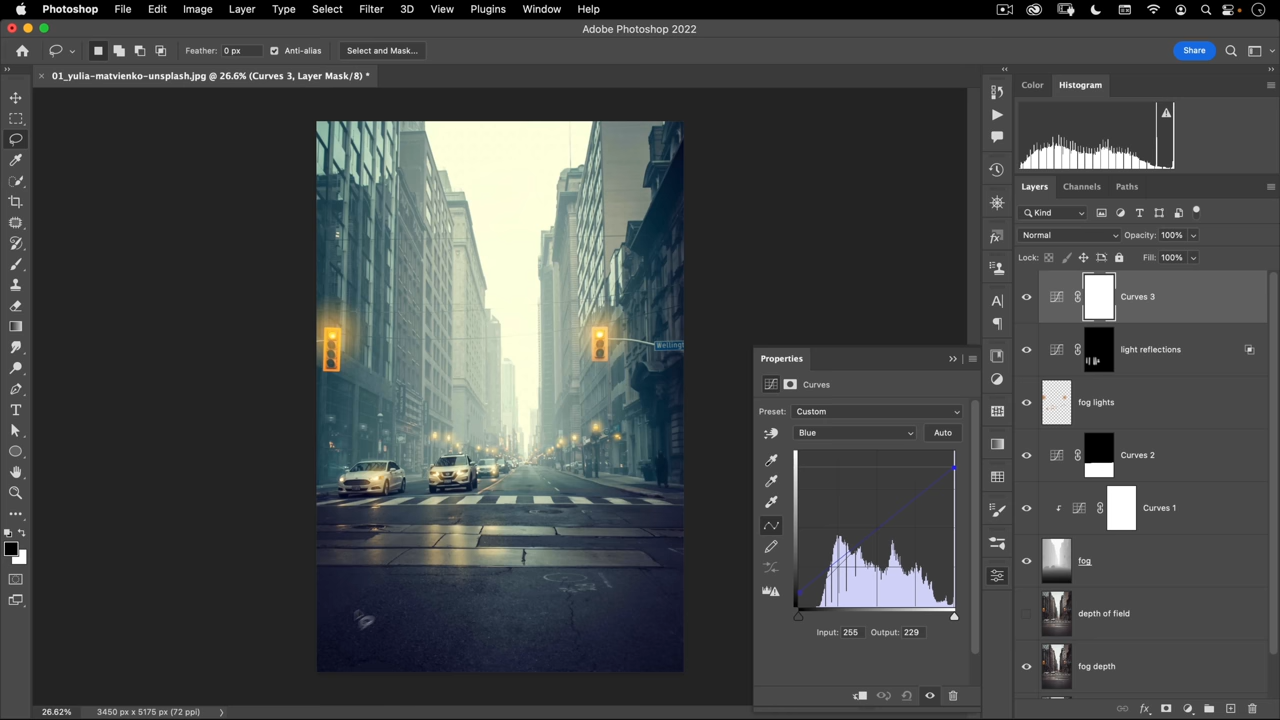 Photoshop File Edit Image Layer Type Select Filter 3D View Plugins Window Help
Adobe Photoshop 2022
Feather: 0 px Anti-alias Select and Mask... Share
01_yulia-matvienko-unsplash.jpg @ 26.6% (Curves 3, Layer Mask/8) *
Color Histogram
Layers Channels Paths
Kind
Normal Opacity: 100%
Lock: Fill: 100%
Curves 3
light reflections
fog lights
Curves 2
Curves 1
fog
depth of field
fog depth
Wellingt
Properties
Curves
Preset: Custom
Blue Auto
Input: 255 Output: 229
26.62% 3450 px x 5175 px (72 ppi)